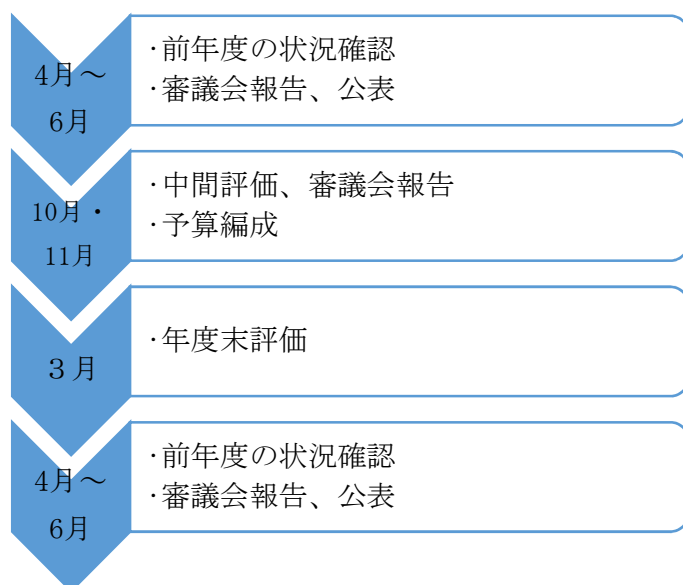 4月～
6月
·前年度の状況確認
·審議会報告、公表
10月・
11月
·中間評価、審議会報告
·予算編成
３月
·年度末評価
4月～
6月
·前年度の状況確認
·審議会報告、公表